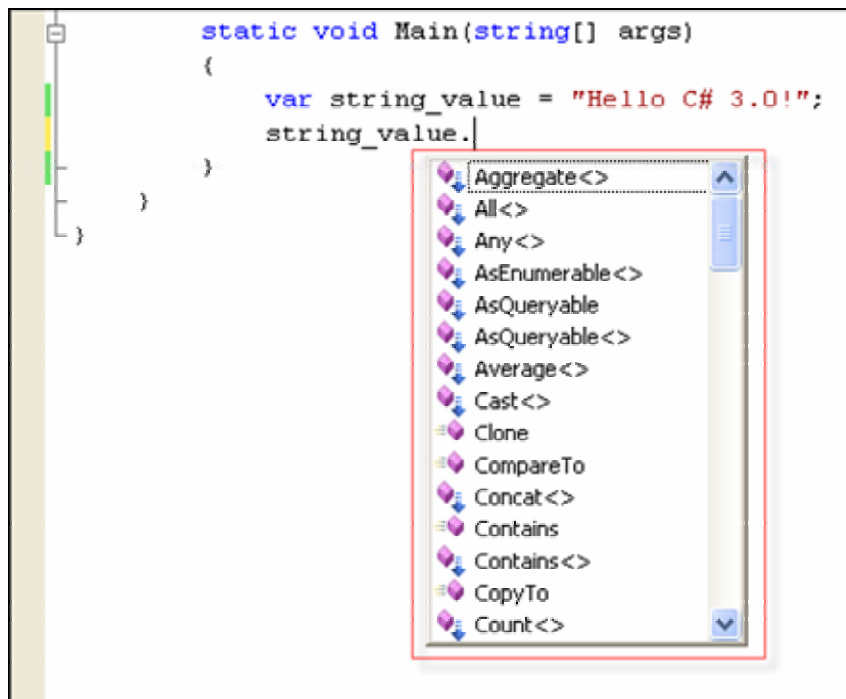 static void Main(string[] args)
{
var string_value = "Hello C# 3.0!";
string_value.
}
}
}
Aggregate<>
All<>
Any<>
AsEnumerable<>
AsQueryable
AsQueryable<>
Average<>
Cast<>
Clone
CompareTo
Concat<>
Contains
Contains<>
CopyTo
Count<>